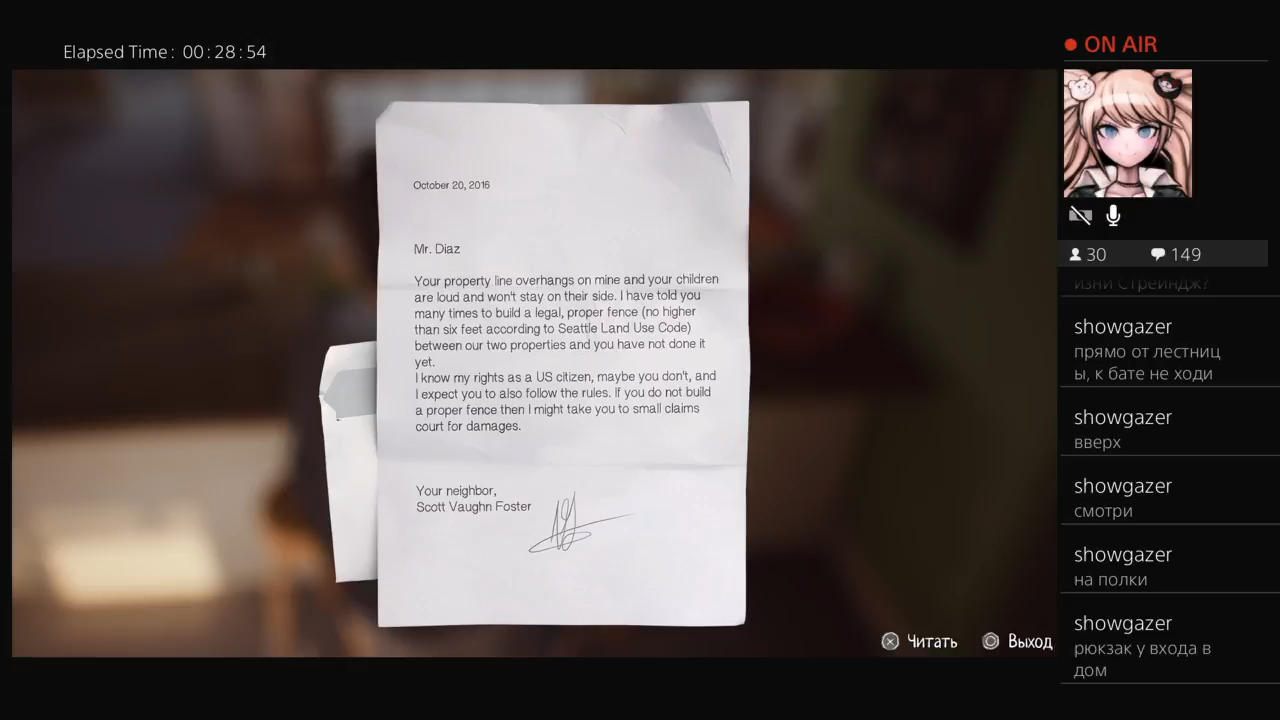 Elapsed Time: 00:28:54
ON AIR
October 20, 2016
Mr. Diaz
Your property line overhangs on mine and your children
are loud and won't stay on their side. I have told you
many times to build a legal, proper fence (no higher
than six feet according to Seattle Land Use Code)
between our two properties and you have not done it
yet.
I know my rights as a US citizen, maybe you don't, and
I expect you to also follow the rules. If you do not build
a proper fence then I might take you to small claims
court for damages.
Your neighbor,
Scott Vaughn Foster
Читать
Выход
30
149
изни Стрейндж?
showgazer
прямо от лестниц
ы, к бате не ходи
showgazer
вверх
showgazer
смотри
showgazer
на полки
showgazer
рюкзак у входа в
дом